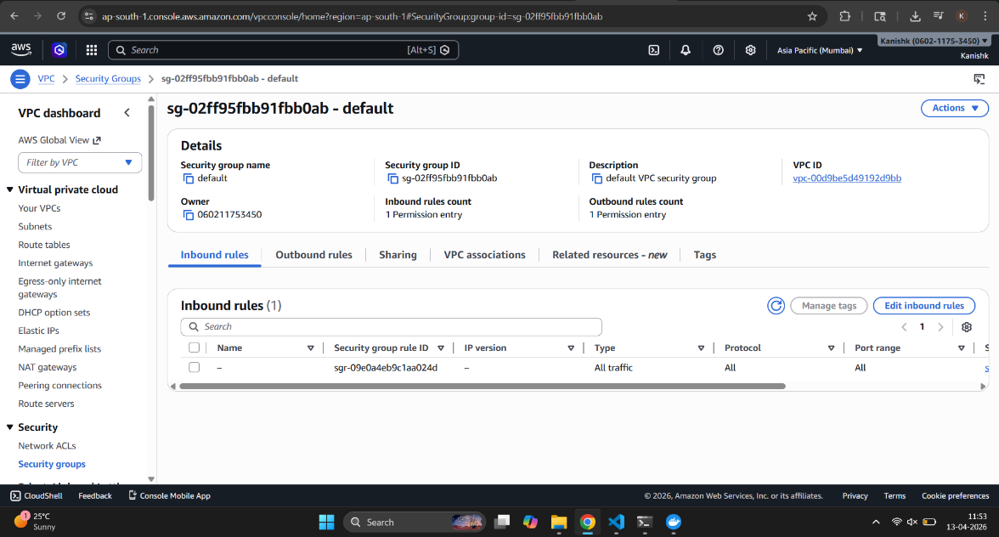 ap-south-1.console.aws.amazon.com/vpcconsole/home?region=ap-south-1#SecurityGroup:group-id=sg-02ff95fbb91fbb0ab
K
aws
Search [Alt+S]
Asia Pacific (Mumbai)
Kanishk (0602-1175-3450)
Kanishk
VPC > Security Groups > sg-02ff95fbb91fbb0ab - default
VPC dashboard
AWS Global View
Filter by VPC
Virtual private cloud
Your VPCs
Subnets
Route tables
Internet gateways
Egress-only internet
gateways
DHCP option sets
Elastic IPs
Managed prefix lists
NAT gateways
Peering connections
Route servers
Security
Network ACLs
Security groups
sg-02ff95fbb91fbb0ab - default
Actions
Details
Security group name
default
Security group ID
sg-02ff95fbb91fbb0ab
Description
default VPC security group
VPC ID
vpc-00d9be5d49192d9bb
Owner
060211753450
Inbound rules count
1 Permission entry
Outbound rules count
1 Permission entry
Inbound rules Outbound rules Sharing VPC associations Related resources - new Tags
Inbound rules (1)
Manage tags
Edit inbound rules
Search
1
Name Security group rule ID IP version Type Protocol Port range S
– sgr-09e0a4eb9c1aa024d – All traffic All All s
CloudShell Feedback Console Mobile App © 2026, Amazon Web Services, Inc. or its affiliates. Privacy Terms Cookie preferences
1
25°C
Sunny
Search
11:53
13-04-2026